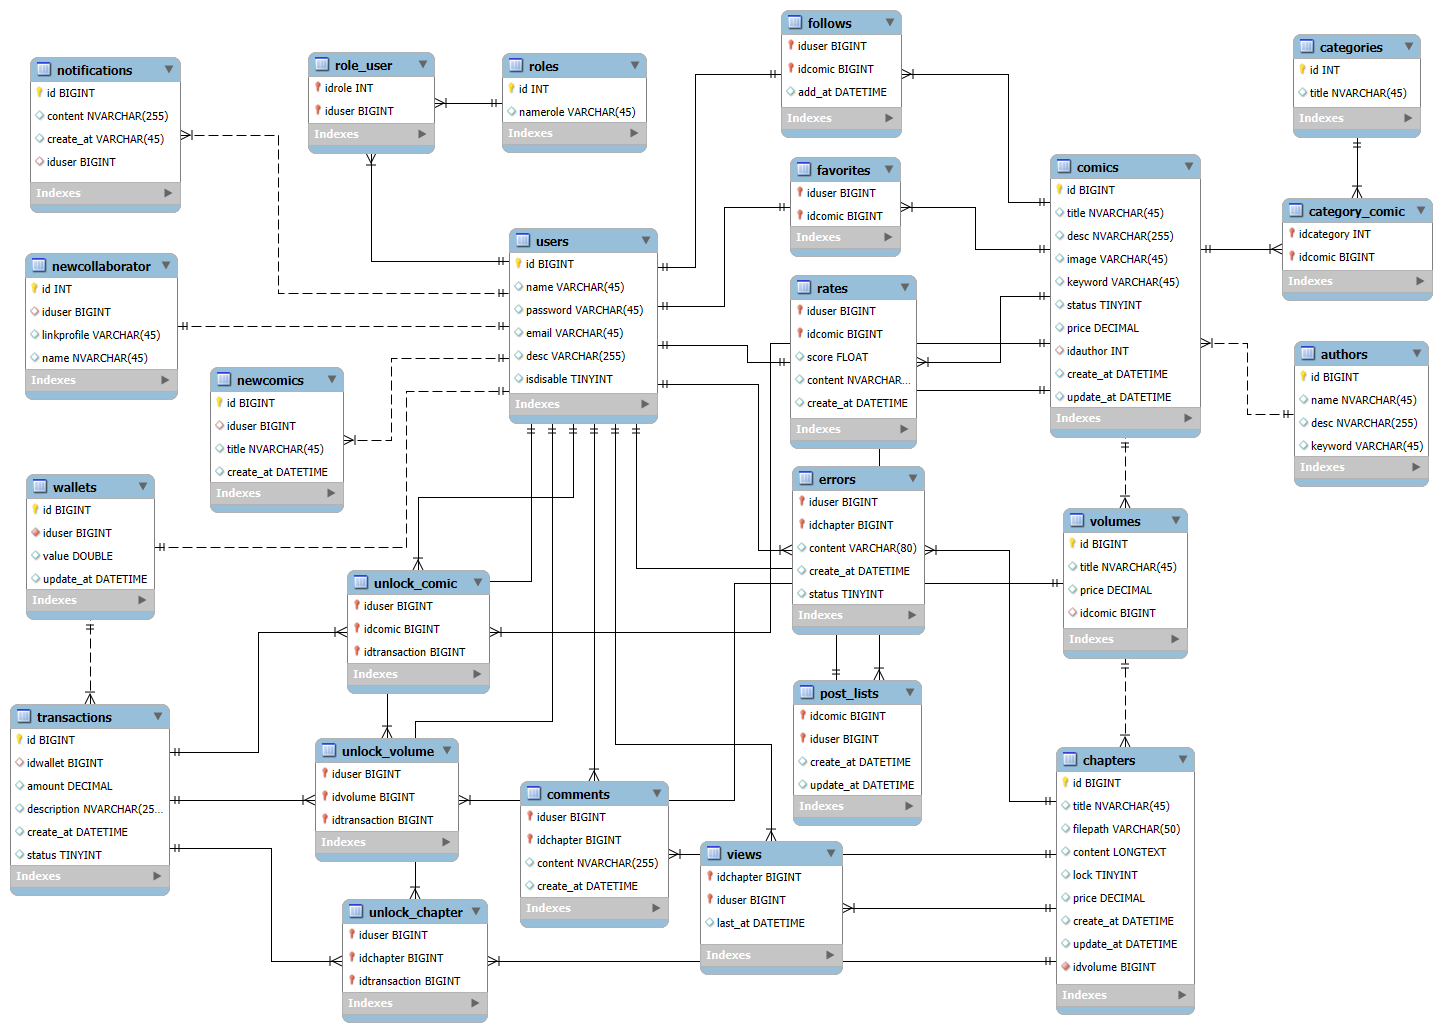 notifications
id BIGINT
content NVARCHAR(255)
create_at VARCHAR(45)
iduser BIGINT
Indexes
role_user
idrole INT
iduser BIGINT
Indexes
roles
id INT
namerole VARCHAR(45)
Indexes
follows
iduser BIGINT
idcomic BIGINT
add_at DATETIME
Indexes
categories
id INT
title NVARCHAR(45)
Indexes
favorites
iduser BIGINT
idcomic BIGINT
Indexes
comics
id BIGINT
title NVARCHAR(45)
desc NVARCHAR(255)
image VARCHAR(45)
keyword VARCHAR(45)
status TINYINT
price DECIMAL
idauthor INT
create_at DATETIME
update_at DATETIME
Indexes
category_comic
idcategory INT
idcomic BIGINT
Indexes
newcollaborator
id INT
iduser BIGINT
linkprofile VARCHAR(45)
name NVARCHAR(45)
Indexes
users
id BIGINT
name VARCHAR(45)
password VARCHAR(45)
email VARCHAR(45)
desc VARCHAR(255)
isdisable TINYINT
Indexes
rates
iduser BIGINT
idcomic BIGINT
score FLOAT
content NVARCHAR...
create_at DATETIME
Indexes
authors
id BIGINT
name NVARCHAR(45)
desc NVARCHAR(255)
keyword VARCHAR(45)
Indexes
newcomics
id BIGINT
iduser BIGINT
title NVARCHAR(45)
create_at DATETIME
Indexes
wallets
id BIGINT
iduser BIGINT
value DOUBLE
update_at DATETIME
Indexes
errors
iduser BIGINT
idchapter BIGINT
content VARCHAR(80)
create_at DATETIME
status TINYINT
Indexes
volumes
id BIGINT
title NVARCHAR(45)
price DECIMAL
idcomic BIGINT
Indexes
unlock_comic
iduser BIGINT
idcomic BIGINT
idtransaction BIGINT
Indexes
transactions
id BIGINT
idwallet BIGINT
amount DECIMAL
description NVARCHAR(25...
create_at DATETIME
status TINYINT
Indexes
unlock_volume
iduser BIGINT
idvolume BIGINT
idtransaction BIGINT
Indexes
post_lists
idcomic BIGINT
iduser BIGINT
create_at DATETIME
update_at DATETIME
Indexes
comments
iduser BIGINT
idchapter BIGINT
content NVARCHAR(255)
create_at DATETIME
Indexes
views
idchapter BIGINT
iduser BIGINT
last_at DATETIME
Indexes
chapters
id BIGINT
title NVARCHAR(45)
filepath VARCHAR(50)
content LONGTEXT
lock TINYINT
price DECIMAL
create_at DATETIME
update_at DATETIME
idvolume BIGINT
Indexes
unlock_chapter
iduser BIGINT
idchapter BIGINT
idtransaction BIGINT
Indexes